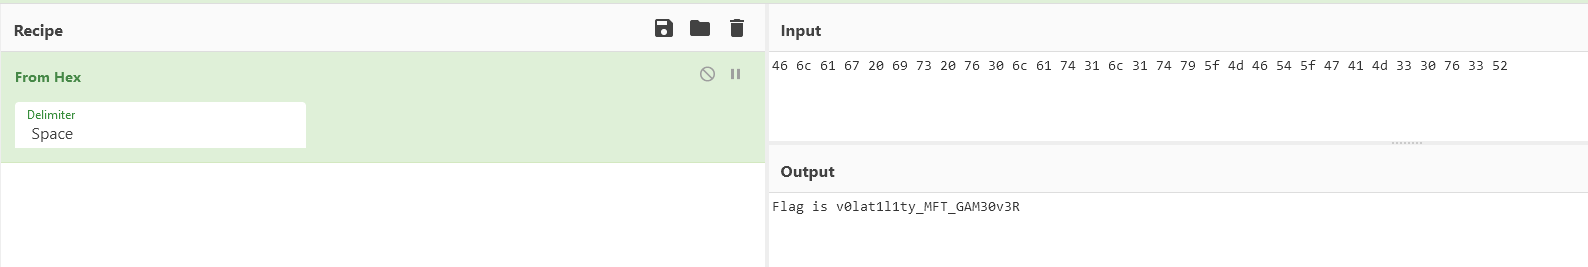 Recipe
From Hex
Delimiter
Space
Input
46 6c 61 67 20 69 73 20 76 30 6c 61 74 31 6c 31 74 79 5f 4d 46 54 5f 47 41 4d 33 30 76 33 52
Output
Flag is v0lat1l1ty_MFT_GAM30v3R